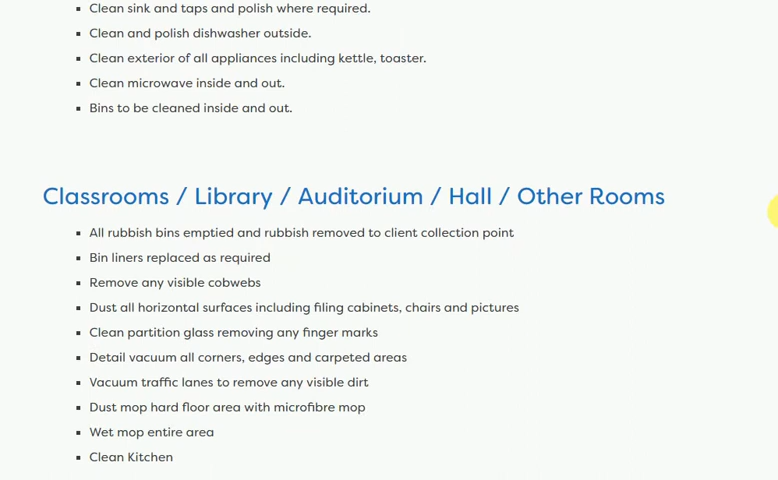 Clean sink and taps and polish where required.
Clean and polish dishwasher outside.
Clean exterior of all appliances including kettle, toaster.
Clean microwave inside and out.
Bins to be cleaned inside and out.
Classrooms / Library / Auditorium / Hall / Other Rooms
All rubbish bins emptied and rubbish removed to client collection point
Bin liners replaced as required
Remove any visible cobwebs
Dust all horizontal surfaces including filing cabinets, chairs and pictures
Clean partition glass removing any finger marks
Detail vacuum all corners, edges and carpeted areas
Vacuum traffic lanes to remove any visible dirt
Dust mop hard floor area with microfibre mop
Wet mop entire area
Clean Kitchen